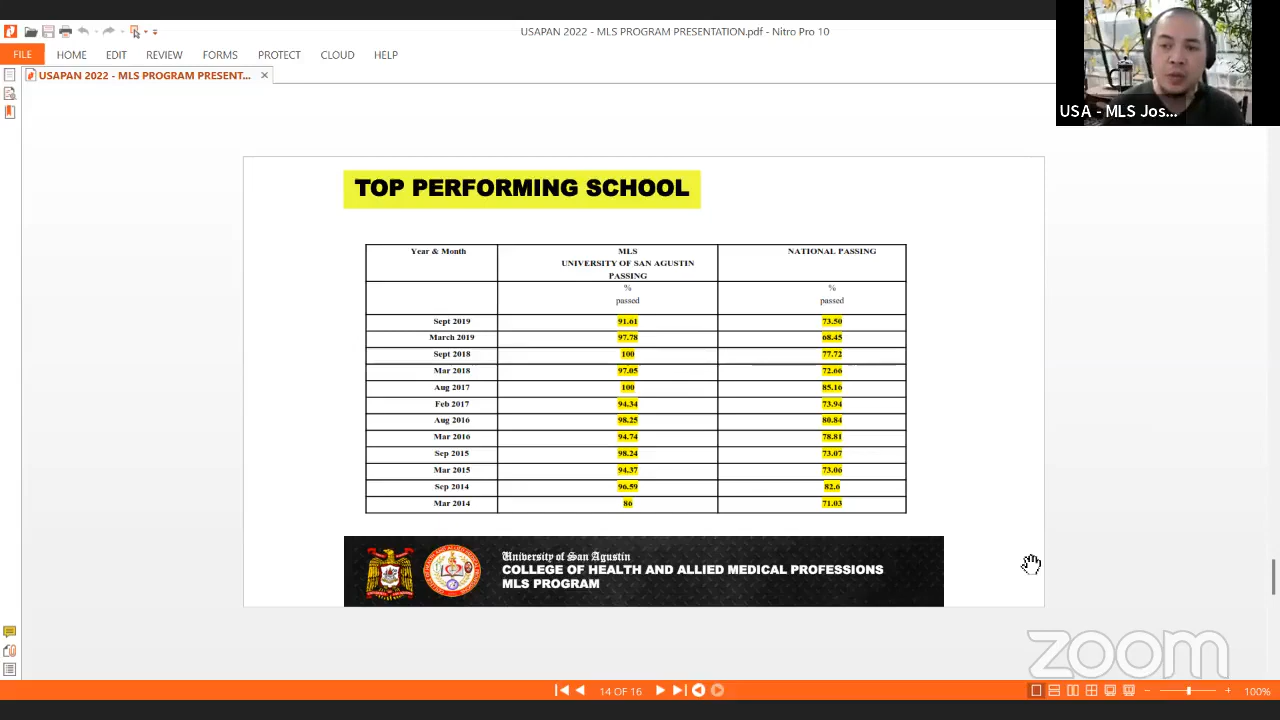 USAPAN 2022 - MLS PROGRAM PRESENTATION.pdf - Nitro Pro 10
FILE HOME EDIT REVIEW FORMS PROTECT CLOUD HELP
USAPAN 2022 - MLS PROGRAM PRESENT...
USA - MLS Jos...
TOP PERFORMING SCHOOL
Year & Month MLS UNIVERSITY OF SAN AGUSTIN PASSING NATIONAL PASSING
% passed % passed
Sept 2019 91.61 73.50
March 2019 97.78 68.45
Sept 2018 100 77.72
Mar 2018 97.05 72.66
Aug 2017 100 85.16
Feb 2017 94.34 73.94
Aug 2016 98.25 80.84
Mar 2016 94.74 78.81
Sep 2015 98.24 73.07
Mar 2015 94.37 73.06
Sep 2014 96.59 82.6
Mar 2014 86 71.03
University of San Agustin
COLLEGE OF HEALTH AND ALLIED MEDICAL PROFESSIONS
MLS PROGRAM
zoom
14 OF 16
100%